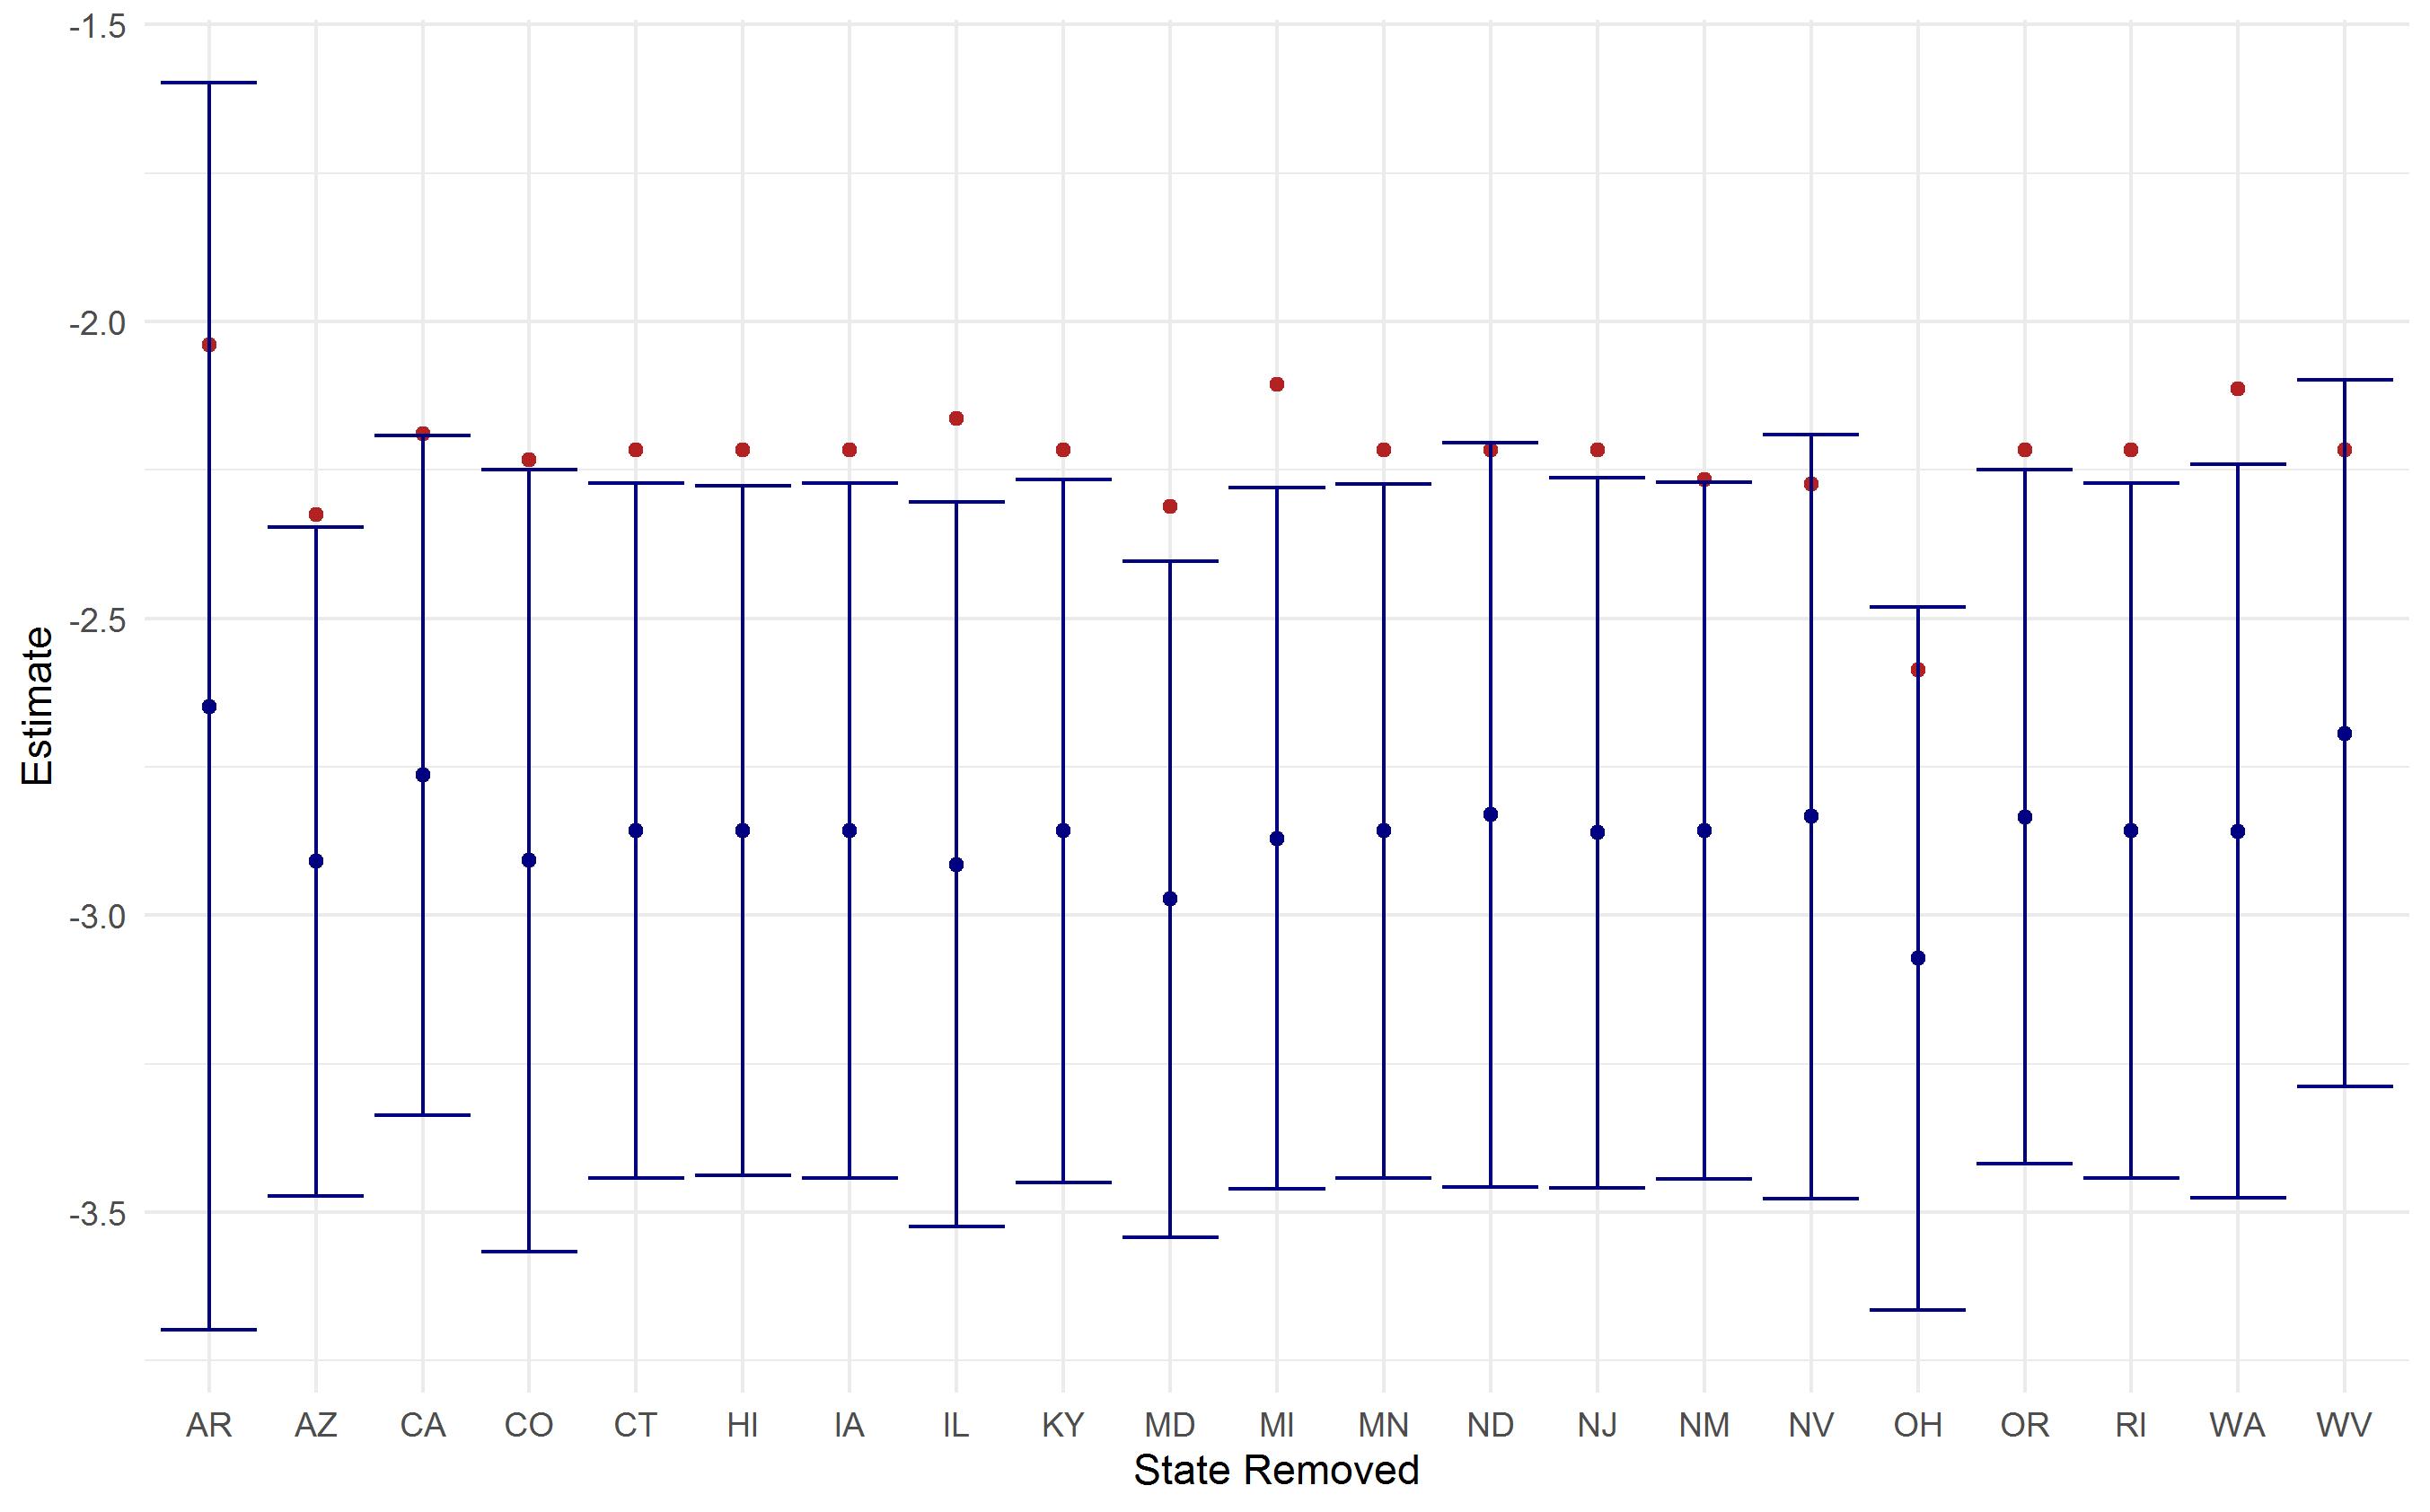 Estimate
-1.5
-2.0
-2.5
-3.0
-3.5
AR AZ CA CO CT HI IA IL KY MD MI MN ND NJ NM NV OH OR RI WA WV
State Removed